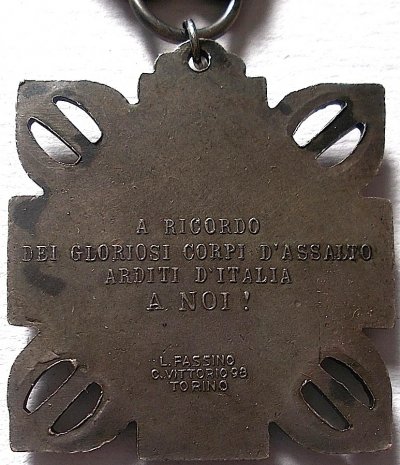 A RICORDO
DEI GLORIOSI CORPI D'ASSALTO
ARDITI D'ITALIA
A NOI !
L. FASSINO
C. VITTORIO 98
TORINO